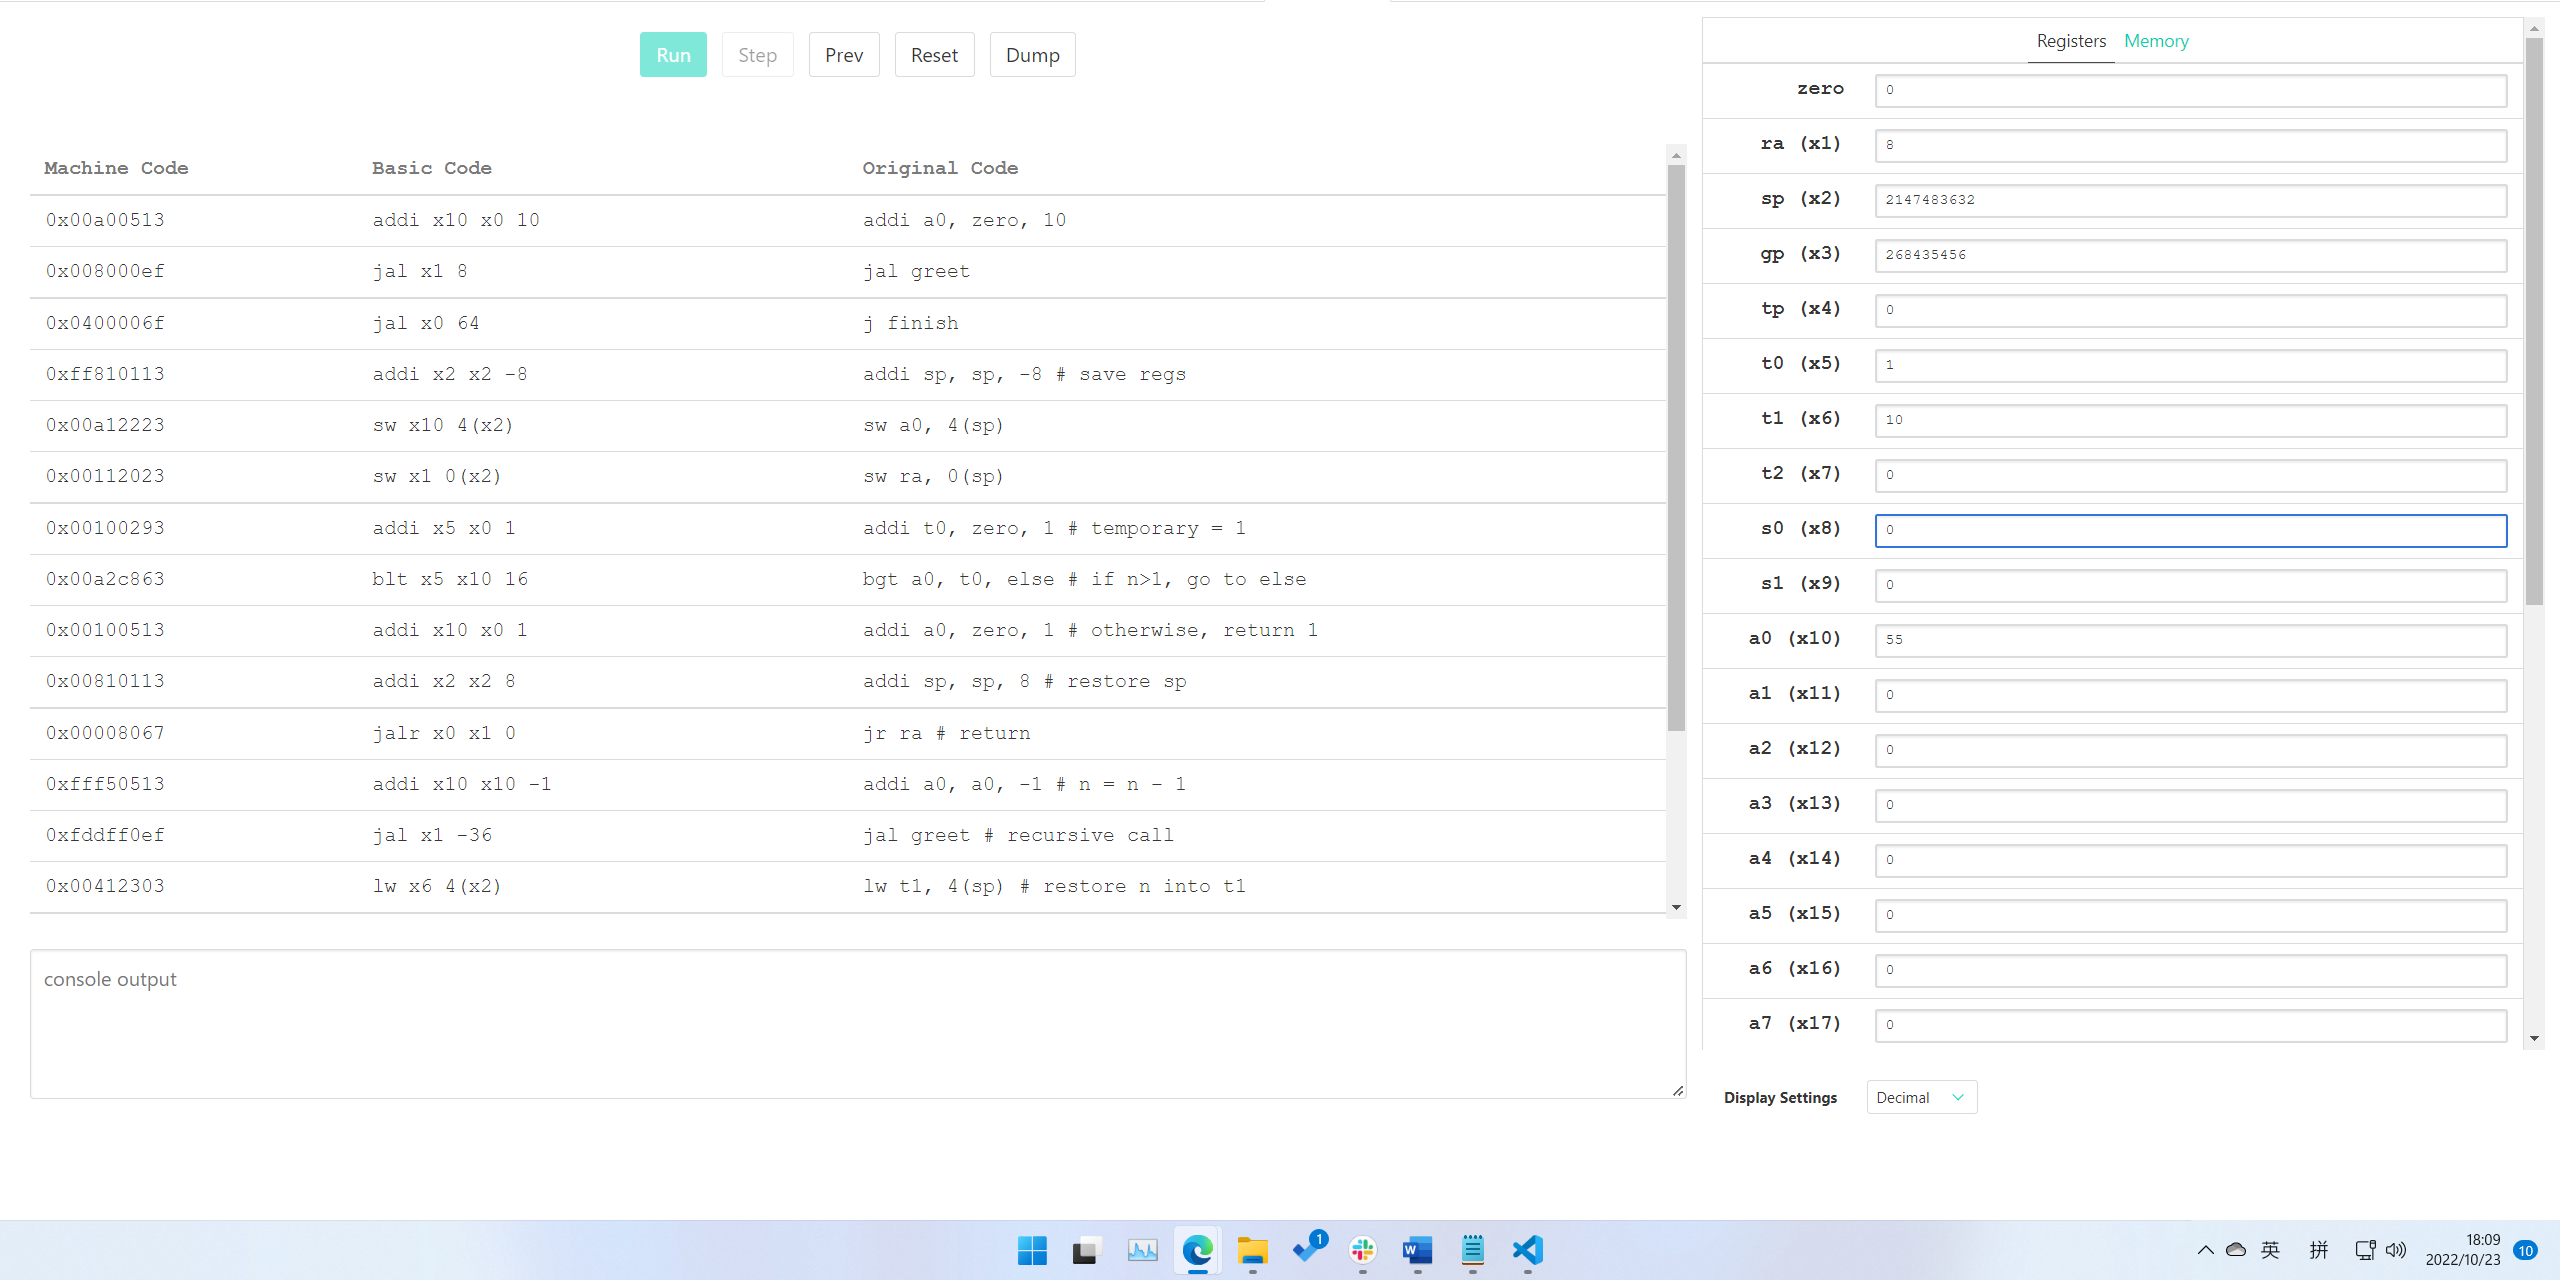 Run Step Prev Reset Dump
Machine Code Basic Code Original Code
0x00a00513 addi x10 x0 10 addi a0, zero, 10
0x008000ef jal x1 8 jal greet
0x0400006f jal x0 64 j finish
0xff810113 addi x2 x2 -8 addi sp, sp, -8 # save regs
0x00a12223 sw x10 4(x2) sw a0, 4(sp)
0x00112023 sw x1 0(x2) sw ra, 0(sp)
0x00100293 addi x5 x0 1 addi t0, zero, 1 # temporary = 1
0x00a2c863 blt x5 x10 16 bgt a0, t0, else # if n>1, go to else
0x00100513 addi x10 x0 1 addi a0, zero, 1 # otherwise, return 1
0x00810113 addi x2 x2 8 addi sp, sp, 8 # restore sp
0x00008067 jalr x0 x1 0 jr ra # return
0xfff50513 addi x10 x10 -1 addi a0, a0, -1 # n = n - 1
0xfddff0ef jal x1 -36 jal greet # recursive call
0x00412303 lw x6 4(x2) lw t1, 4(sp) # restore n into t1
console output
Registers Memory
zero 0
ra (x1) 8
sp (x2) 2147483632
gp (x3) 268435456
tp (x4) 0
t0 (x5) 1
t1 (x6) 10
t2 (x7) 0
s0 (x8) 0
s1 (x9) 0
a0 (x10) 55
a1 (x11) 0
a2 (x12) 0
a3 (x13) 0
a4 (x14) 0
a5 (x15) 0
a6 (x16) 0
a7 (x17) 0
Display Settings Decimal
1
W
英 拼
18:09
2022/10/23
10